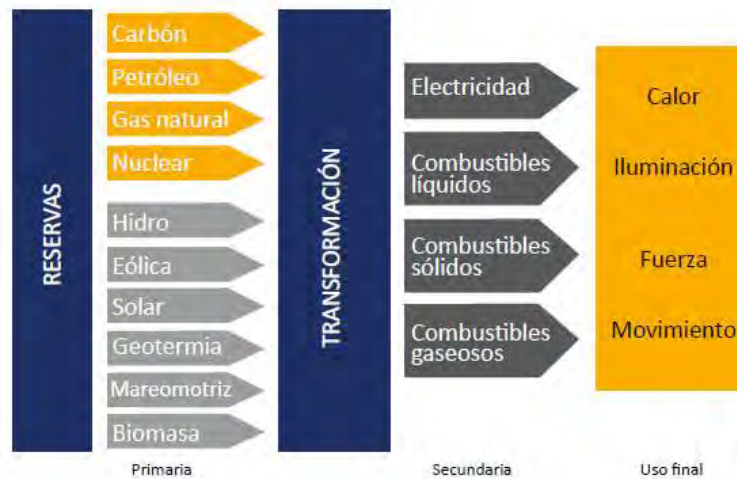 RESERVAS
Carbón
Petróleo
Gas natural
Nuclear
Hidro
Eólica
Solar
Geotermia
Mareomotriz
Biomasa
Primaria
TRANSFORMACIÓN
Electricidad
Combustibles
líquidos
Combustibles
sólidos
Combustibles
gaseosos
Secundaria
Calor
Iluminación
Fuerza
Movimiento
Uso final